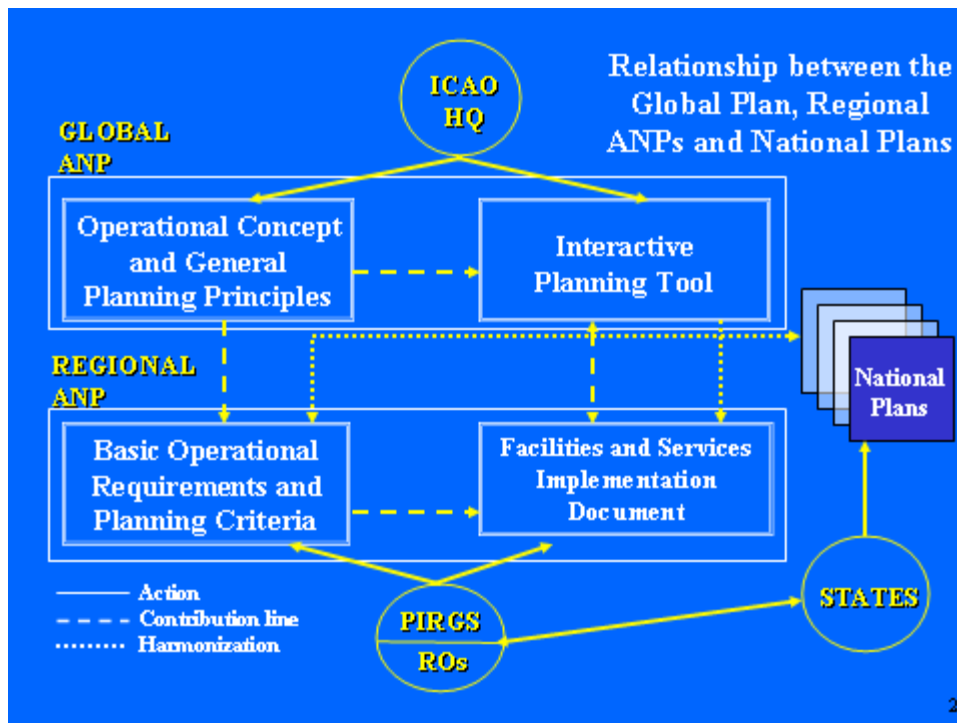 Relationship between the
Global Plan, Regional
ANPs and National Plans
ICAO
HQ
GLOBAL
ANP
Operational Concept
and General
Planning Principles
Interactive
Planning Tool
National
Plans
REGIONAL
ANP
Basic Operational
Requirements and
Planning Criteria
Facilities and Services
Implementation
Document
Action
Contribution line
Harmonization
PIRGS
ROs
STATES
2